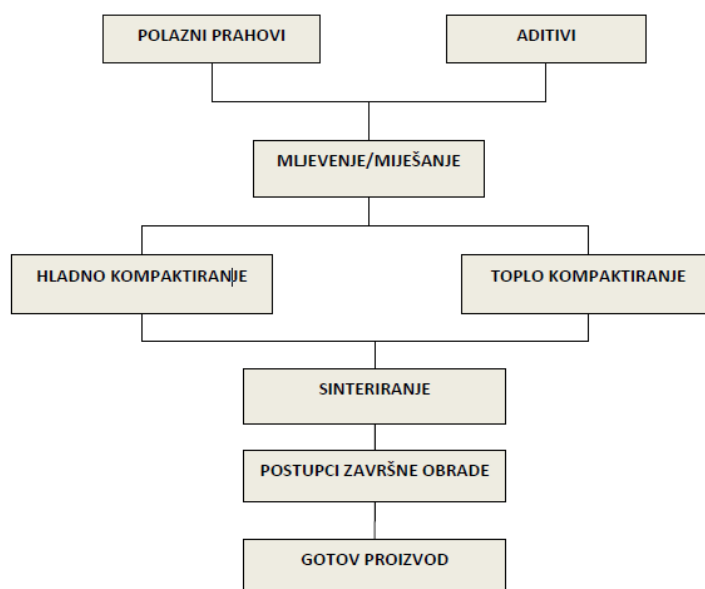 POLAZNI PRAHOVI
ADITIVI
MLJEVENJE/MIJEŠANJE
HLADNO KOMPAKTIRANJE
TOPLO KOMPAKTIRANJE
SINTERIRANJE
POSTUPCI ZAVRŠNE OBRADE
GOTOV PROIZVOD